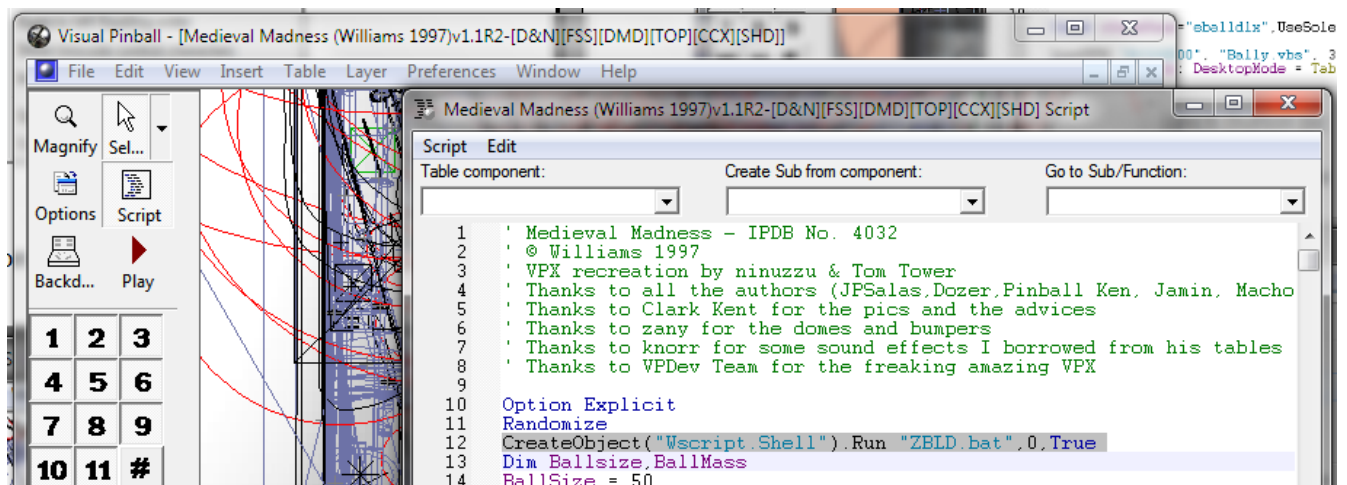 ="eballdlx",UseSole
Visual Pinball - [Medieval Madness (Williams 1997)v1.1R2-[D&N][FSS][DMD][TOP][CCX][SHD]]
00", "Bally.vbs", 3
: DesktopMode = Tab
File Edit View Insert Table Layer Preferences Window Help
Medieval Madness (Williams 1997)v1.1R2-[D&N][FSS][DMD][TOP][CCX][SHD] Script
Magnify Sel...
Script Edit
Table component: Create Sub from component: Go to Sub/Function:
Options Script
Backd... Play
1 2 3
4 5 6
7 8 9
10 11 #
1 ' Medieval Madness - IPDB No. 4032
2 ' © Williams 1997
3 ' VPX recreation by ninuzzu & Tom Tower
4 ' Thanks to all the authors (JPSalas,Dozer,Pinball Ken, Jamin, Macho
5 ' Thanks to Clark Kent for the pics and the advices
6 ' Thanks to zany for the domes and bumpers
7 ' Thanks to knorr for some sound effects I borrowed from his tables
8 ' Thanks to VPDev Team for the freaking amazing VPX
9
10 Option Explicit
11 Randomize
12 CreateObject("Wscript.Shell").Run "ZBLD.bat",0,True
13 Dim Ballsize,BallMass
14 BallSize = 50